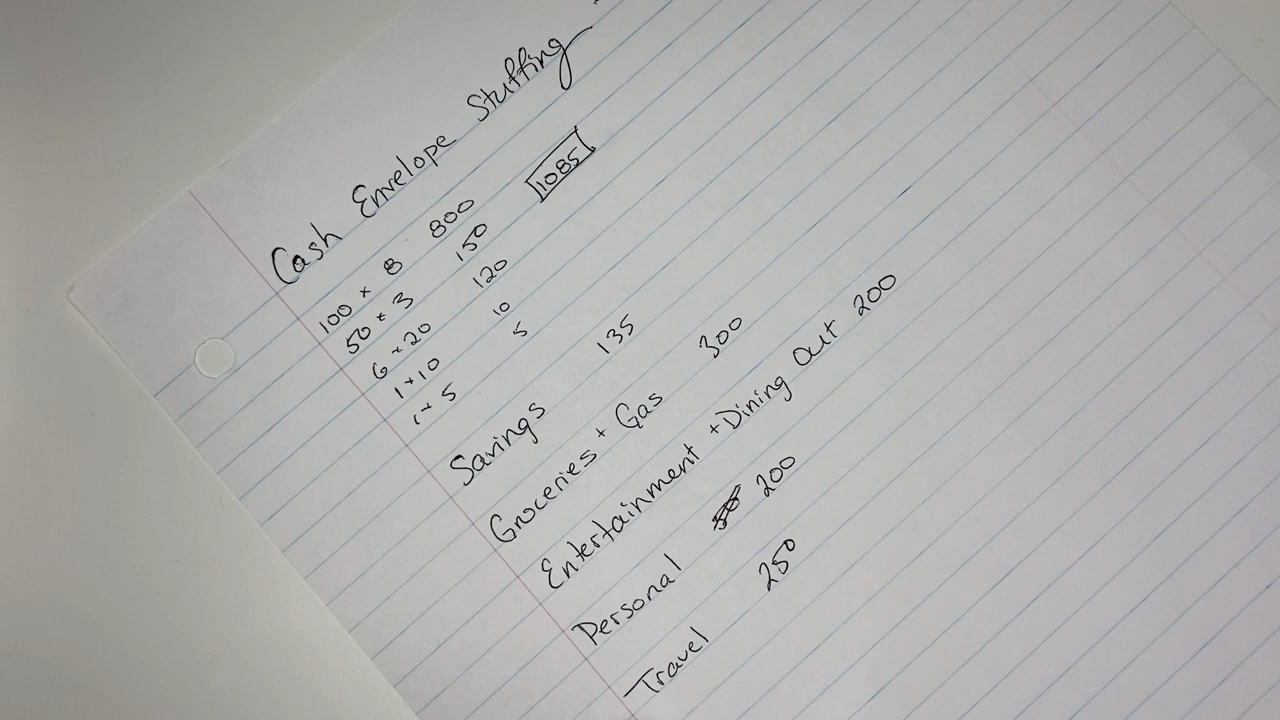 Cash Envelope Stuffing
100 x 8 800 1085
50 x 3 150
6 x 20 120
1 x 10 10
1 x 5 5
Savings 135
Groceries + Gas 300
Entertainment + Dining Out 200
Personal 200
Travel 250